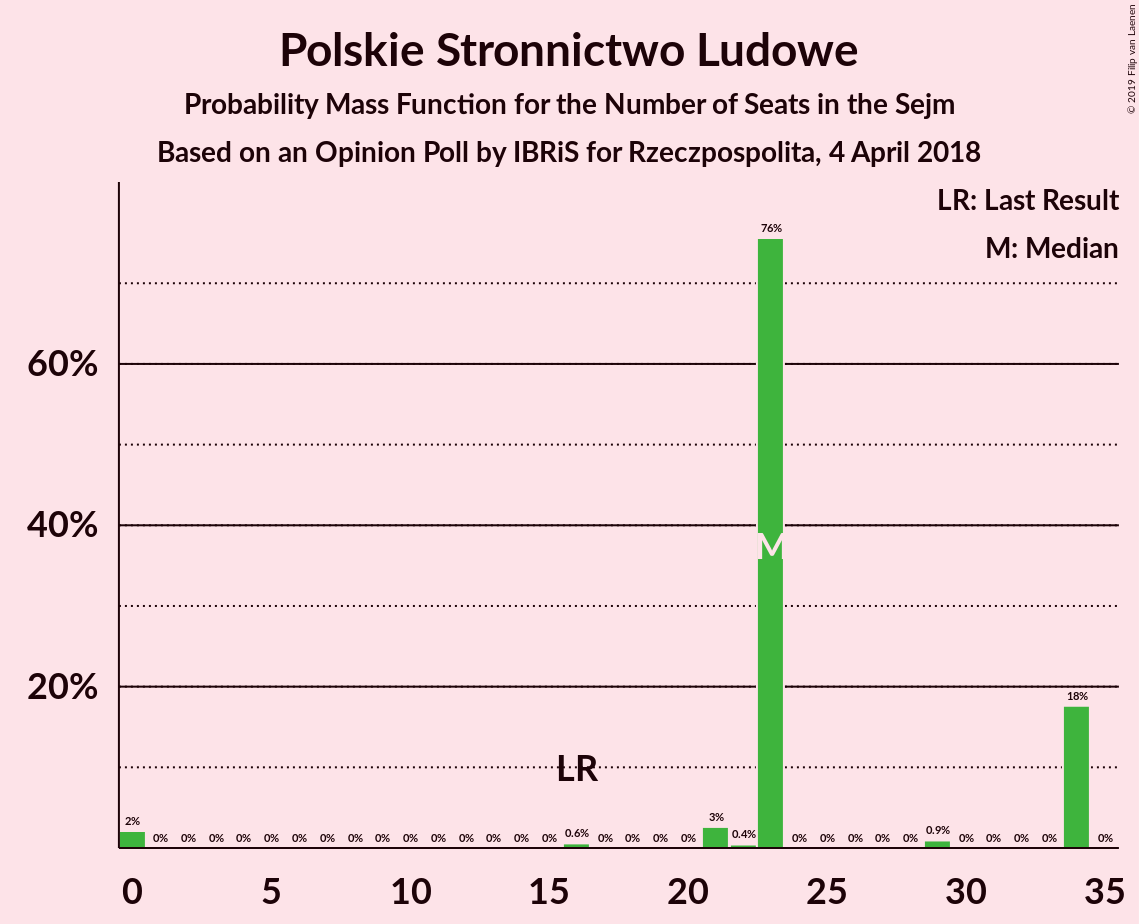 Polskie Stronnictwo Ludowe
Probability Mass Function for the Number of Seats in the Sejm
Based on an Opinion Poll by IBRiS for Rzeczpospolita, 4 April 2018
© 2019 Filip van Laenen
LR: Last Result
M: Median
76%
60%
40%
M
20%
18%
LR
2% 0% 0% 0% 0% 0% 0% 0% 0% 0% 0% 0% 0% 0% 0% 0% 0.6% 0% 0% 0% 0% 3% 0.4% 0% 0% 0% 0% 0% 0.9% 0% 0% 0% 0% 0%
0 5 10 15 20 25 30 35